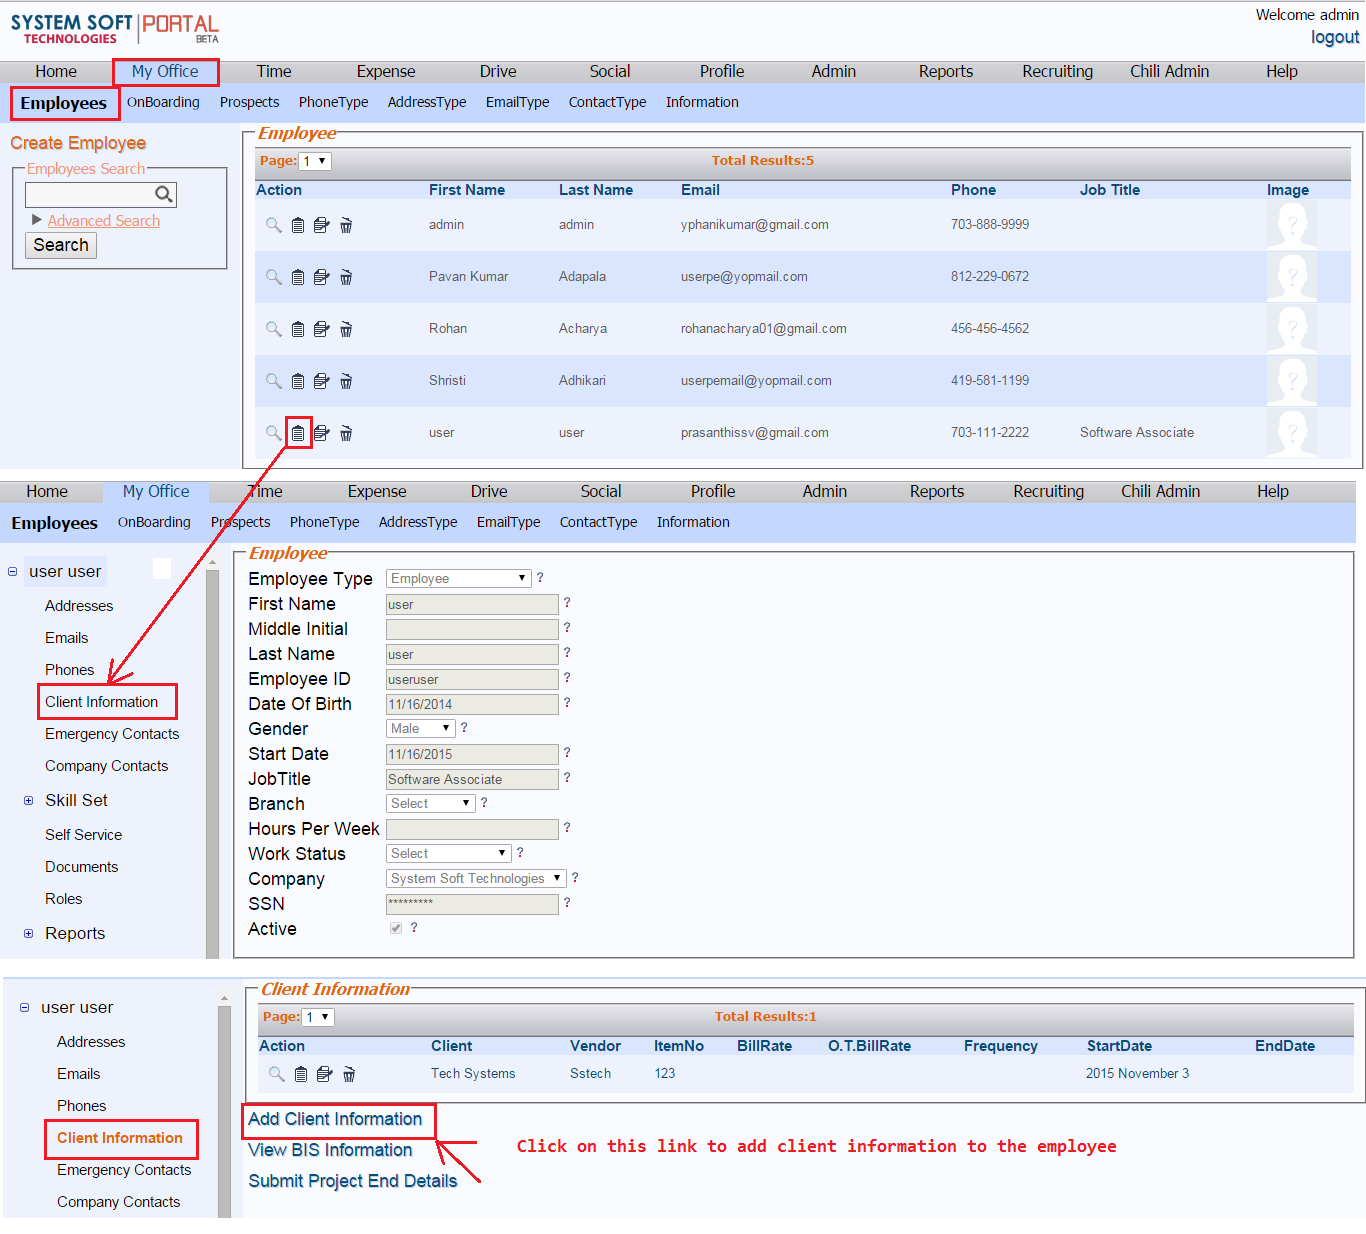 SYSTEM SOFT PORTAL
TECHNOLOGIES BETA
Welcome admin
logout
Home My Office Time Expense Drive Social Profile Admin Reports Recruiting Chili Admin Help
Employees OnBoarding Prospects PhoneType AddressType EmailType ContactType Information
Create Employee
Employees Search
Advanced Search
Search
Employee
Page: 1 Total Results:5
Action First Name Last Name Email Phone Job Title Image
admin admin yphanikumar@gmail.com 703-888-9999
Pavan Kumar Adapala userpe@yopmail.com 812-229-0672
Rohan Acharya rohanacharya01@gmail.com 456-456-4562
Shristi Adhikari userpemail@yopmail.com 419-581-1199
user user prasanthissv@gmail.com 703-111-2222 Software Associate
Home My Office Time Expense Drive Social Profile Admin Reports Recruiting Chili Admin Help
Employees OnBoarding Prospects PhoneType AddressType EmailType ContactType Information
user user
Addresses
Emails
Phones
Client Information
Emergency Contacts
Company Contacts
Skill Set
Self Service
Documents
Roles
Reports
Employee
Employee Type Employee ?
First Name user ?
Middle Initial ?
Last Name user ?
Employee ID useruser ?
Date Of Birth 11/16/2014 ?
Gender Male ?
Start Date 11/16/2015 ?
JobTitle Software Associate ?
Branch Select ?
Hours Per Week ?
Work Status Select ?
Company System Soft Technologies ?
SSN ********* ?
Active ?
user user
Addresses
Emails
Phones
Client Information
Emergency Contacts
Company Contacts
Client Information
Page: 1 Total Results:1
Action Client Vendor ItemNo BillRate O.T.BillRate Frequency StartDate EndDate
Tech Systems Sstech 123 2015 November 3
Add Client Information
Click on this link to add client information to the employee
View BIS Information
Submit Project End Details